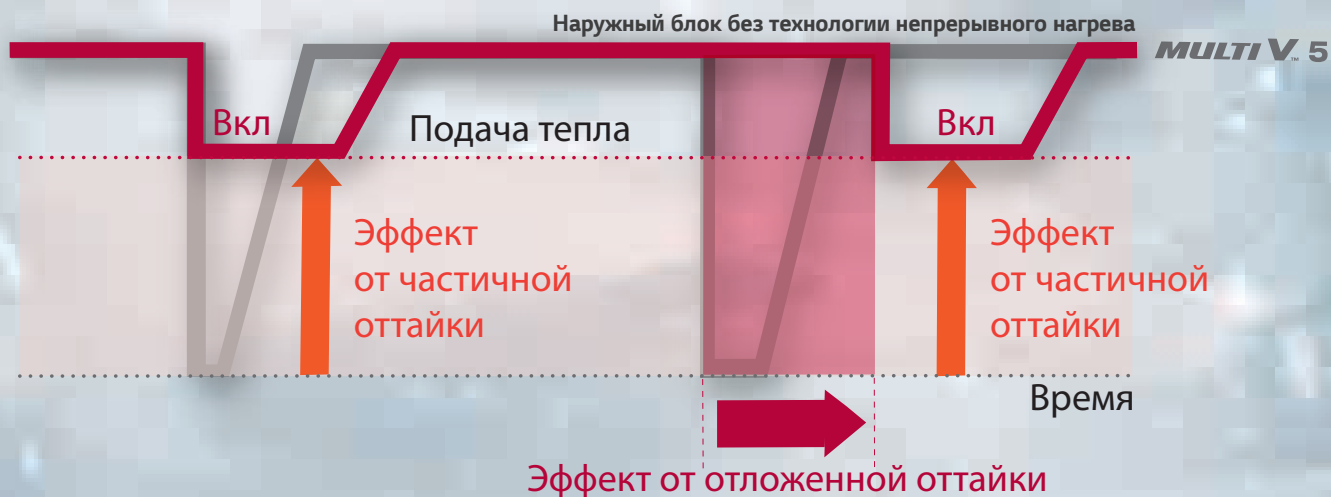 Наружный блок без технологии непрерывного нагрева
MULTI V™ 5
Вкл
Подача тепла
Вкл
Эффект
от частичной
оттайки
Эффект
от частичной
оттайки
Время
Эффект от отложенной оттайки